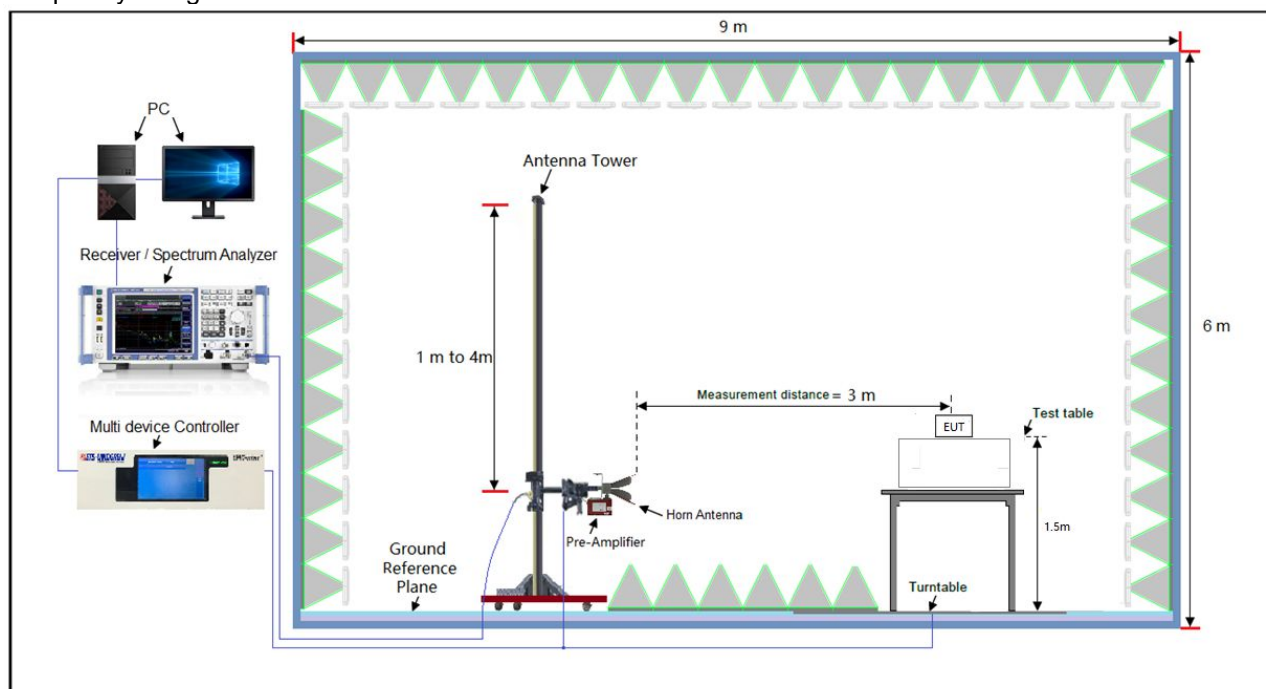 9 m
PC
Antenna Tower
Receiver / Spectrum Analyzer
1 m to 4m
6 m
Measurement distance = 3 m
EUT
Test table
Multi device Controller
Horn Antenna
Pre-Amplifier
1.5m
Ground
Reference
Plane
Turntable